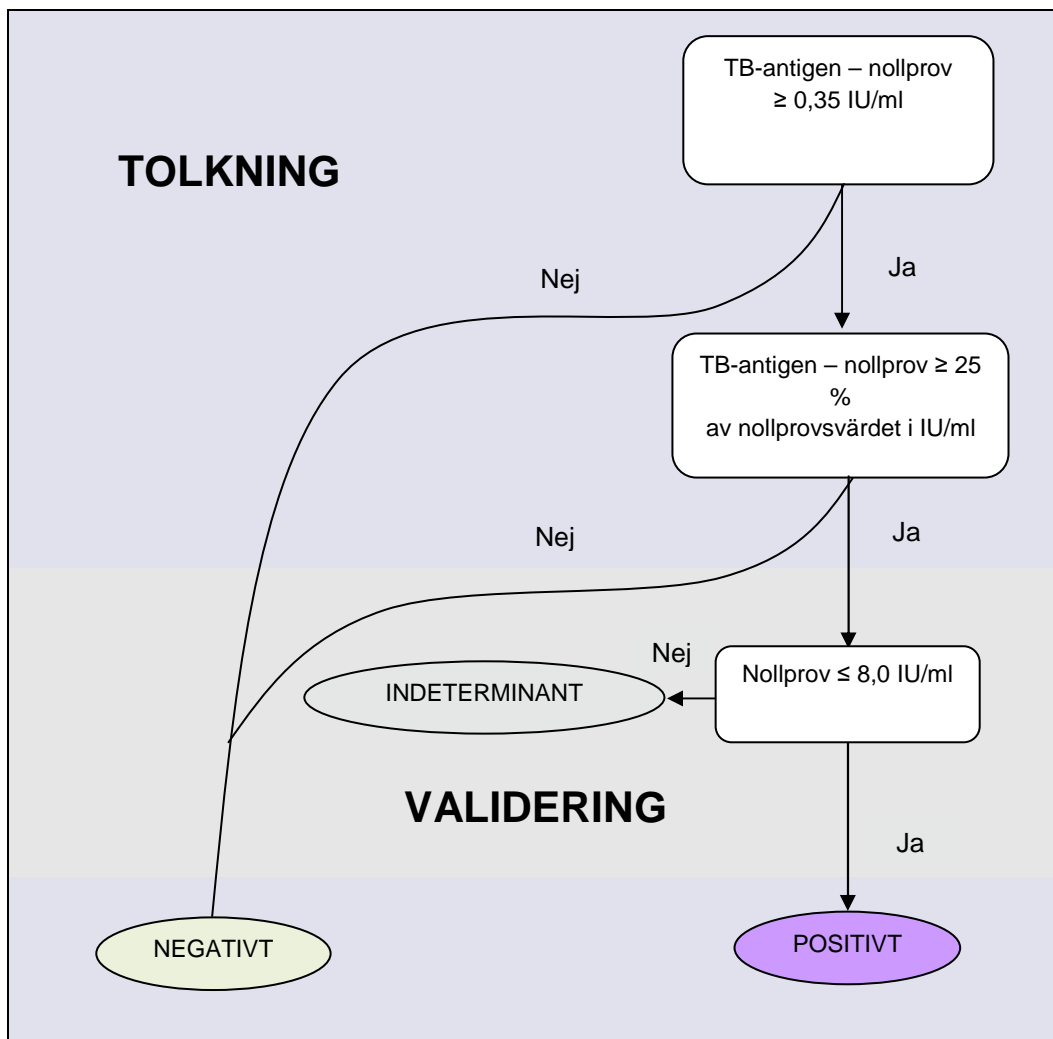 TB-antigen – nollprov
≥ 0,35 IU/ml
TOLKNING
Nej
Ja
TB-antigen – nollprov ≥ 25
%
av nollprovsvärdet i IU/ml
Nej
Ja
Nej
Nollprov ≤ 8,0 IU/ml
INDETERMINANT
VALIDERING
Ja
NEGATIVT
POSITIVT